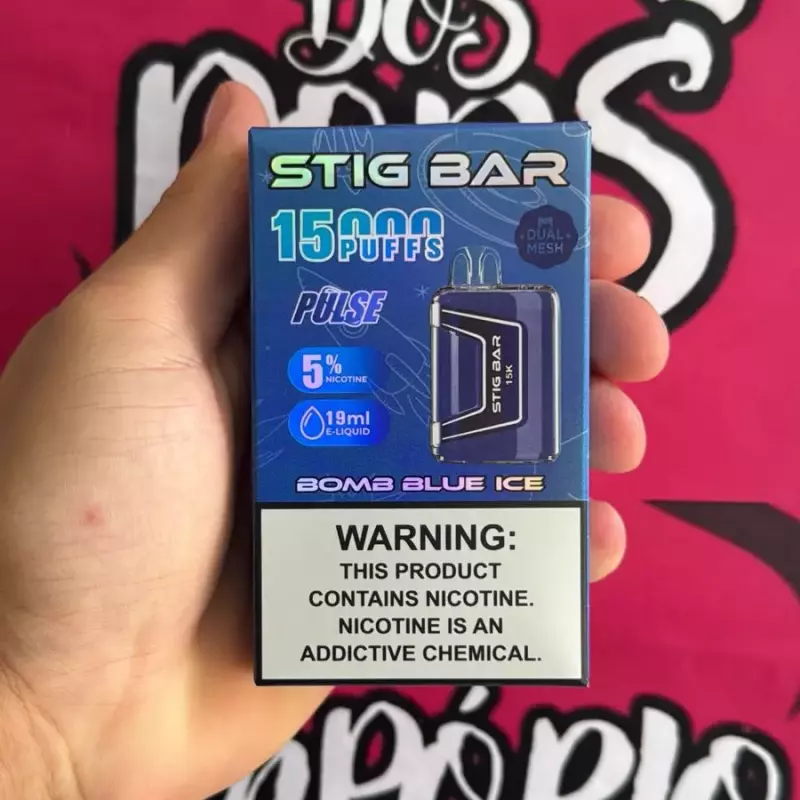 DOS
STIG BAR
15000
PUFFS
DUAL
MESH
PULSE
5%
NICOTINE
19ml
E-LIQUID
STIG BAR
15K
BOMB BLUE ICE
WARNING:
THIS PRODUCT
CONTAINS NICOTINE.
NICOTINE IS AN
ADDICTIVE CHEMICAL.